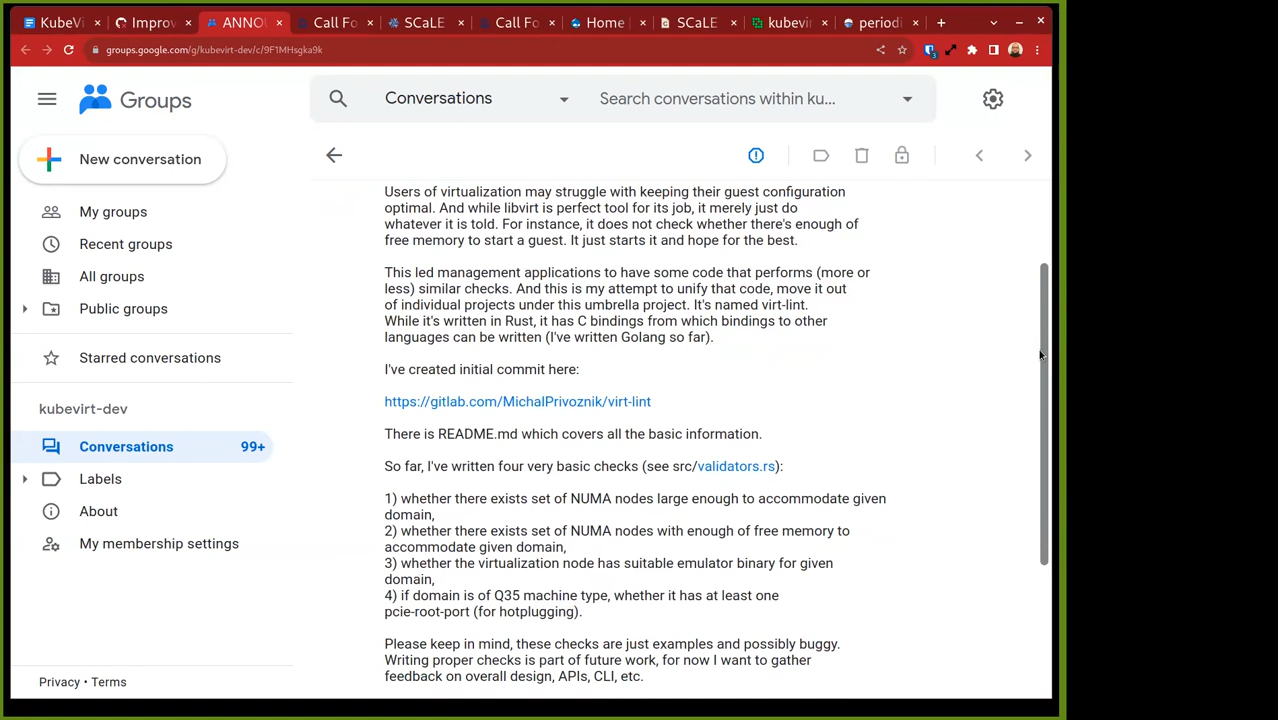 KubeVi
Improv
ANNO
Call Fo
SCaLE
Call Fo
Home
SCaLE
kubevir
periodi
groups.google.com/g/kubevirt-dev/c/9F1MHsgka9k
Groups
Conversations
Search conversations within ku...
New conversation
My groups
Recent groups
All groups
Public groups
Starred conversations
kubevirt-dev
Conversations 99+
Labels
About
My membership settings
Privacy • Terms
Users of virtualization may struggle with keeping their guest configuration
optimal. And while libvirt is perfect tool for its job, it merely just do
whatever it is told. For instance, it does not check whether there's enough of
free memory to start a guest. It just starts it and hope for the best.
This led management applications to have some code that performs (more or
less) similar checks. And this is my attempt to unify that code, move it out
of individual projects under this umbrella project. It's named virt-lint.
While it's written in Rust, it has C bindings from which bindings to other
languages can be written (I've written Golang so far).
I've created initial commit here:
https://gitlab.com/MichalPrivoznik/virt-lint
There is README.md which covers all the basic information.
So far, I've written four very basic checks (see src/validators.rs):
1) whether there exists set of NUMA nodes large enough to accommodate given
domain,
2) whether there exists set of NUMA nodes with enough of free memory to
accommodate given domain,
3) whether the virtualization node has suitable emulator binary for given
domain,
4) if domain is of Q35 machine type, whether it has at least one
pcie-root-port (for hotplugging).
Please keep in mind, these checks are just examples and possibly buggy.
Writing proper checks is part of future work, for now I want to gather
feedback on overall design, APIs, CLI, etc.